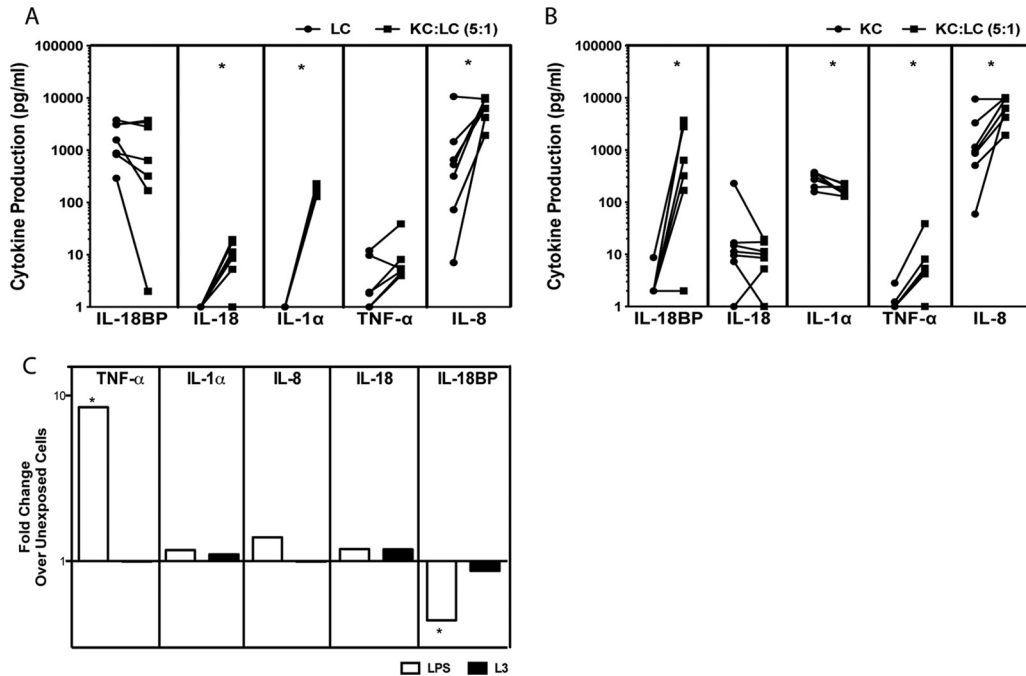 A
LC KC:LC (5:1)
Cytokine Production (pg/ml)
100000
10000
1000
100
10
1
* * *
IL-18BP IL-18 IL-1α TNF-α IL-8
B
KC KC:LC (5:1)
Cytokine Production (pg/ml)
100000
10000
1000
100
10
1
* * * *
IL-18BP IL-18 IL-1α TNF-α IL-8
C
TNF-α IL-1α IL-8 IL-18 IL-18BP
Fold Change
Over Unexposed Cells
10
1
*
*
LPS L3